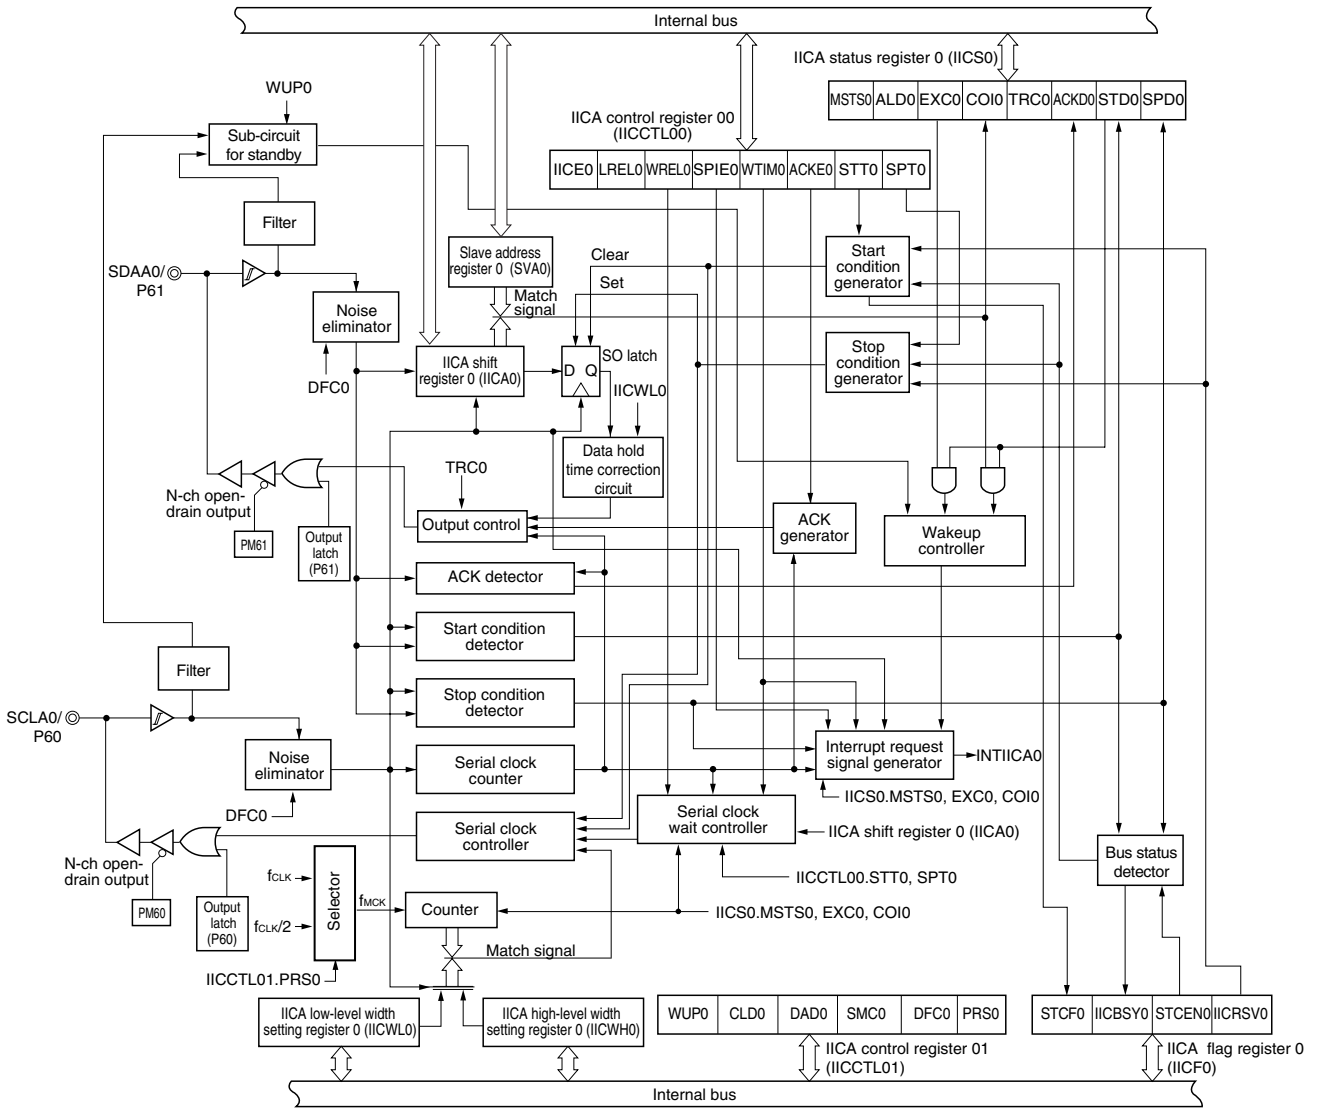 Internal bus
IICA status register 0 (IICS0)
WUP0
MSTS0 ALD0 EXC0 COI0 TRC0 ACKD0 STD0 SPD0
IICA control register 00
(IICCTL00)
Sub-circuit
for standby
IICE0 LREL0 WREL0 SPIE0 WTIM0 ACKE0 STT0 SPT0
Filter
Slave address
register 0 (SVA0)
Clear
Start
condition
generator
SDAA0/
P61
Set
Match
signal
Noise
eliminator
Stop
condition
generator
IICA shift
register 0 (IICA0)
SO latch
D Q
DFC0
IICWL0
Data hold
time correction
circuit
TRC0
N-ch open-
drain output
Output control
ACK
generator
Wakeup
controller
PM61
Output
latch
(P61)
ACK detector
Start condition
detector
Filter
Stop condition
detector
SCLA0/
P60
Noise
eliminator
Serial clock
counter
Interrupt request
signal generator
INTIICA0
IICS0.MSTS0, EXC0, COI0
DFC0
Serial clock
controller
Serial clock
wait controller
IICA shift register 0 (IICA0)
Bus status
detector
N-ch open-
drain output
IICCTL00.STT0, SPT0
fCLK
Selector
fMCK
Counter
IICS0.MSTS0, EXC0, COI0
PM60
Output
latch
(P60)
fCLK/2
Match signal
IICCTL01.PRS0
IICA low-level width
setting register 0 (IICWL0)
IICA high-level width
setting register 0 (IICWH0)
WUP0 CLD0 DAD0 SMC0 DFC0 PRS0
STCF0 IICBSY0 STCEN0 IICRSV0
IICA control register 01
(IICCTL01)
IICA flag register 0
(IICF0)
Internal bus